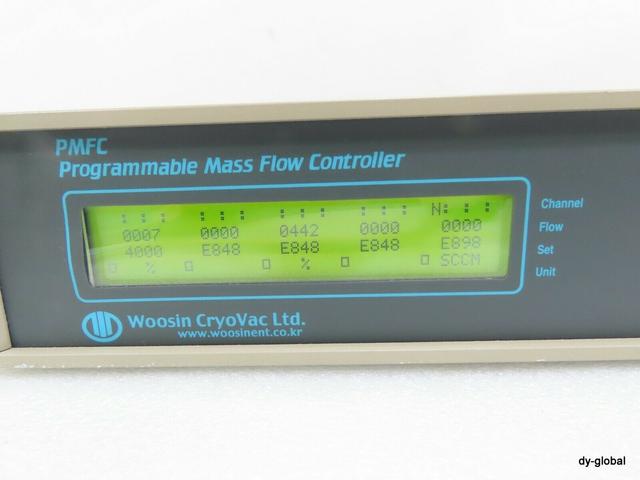 PMFC
Programmable Mass Flow Controller
N: : : Channel
0007 0000 0442 0000 0000 Flow
4000 E848 E848 E848 E898 Set
% % SCCM Unit
Woosin CryoVac Ltd.
www.woosinent.co.kr
dy-global